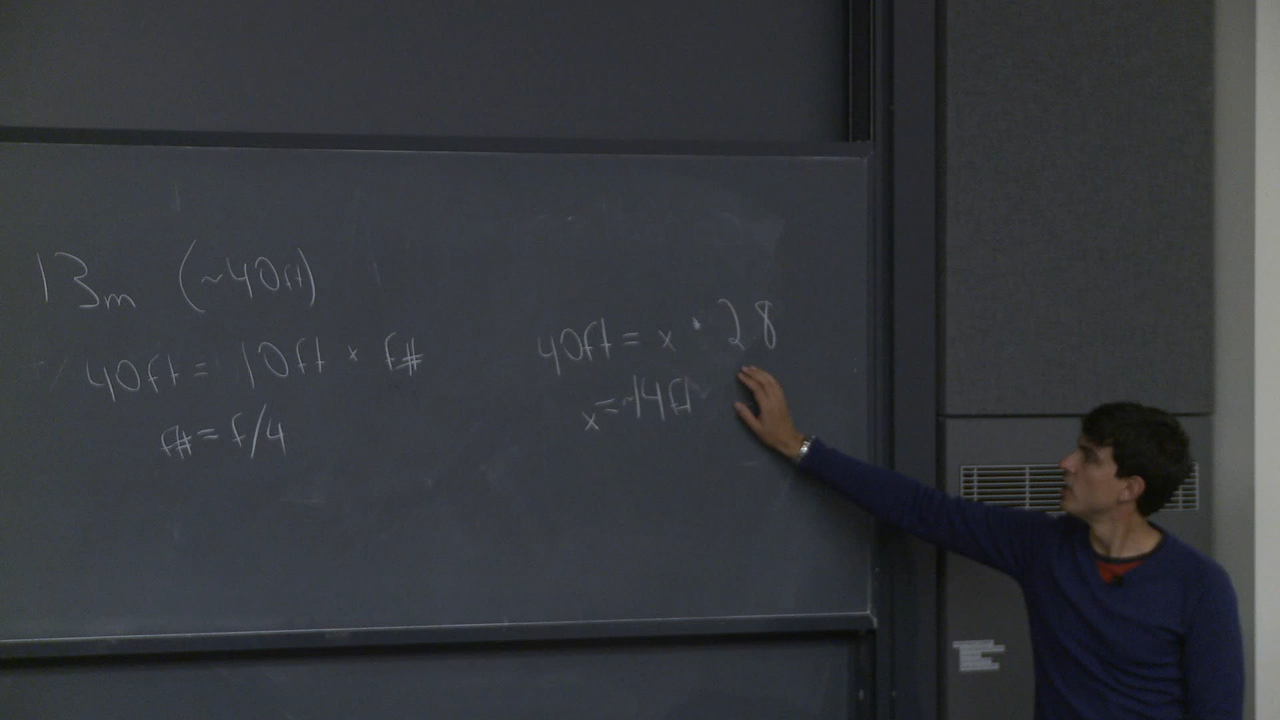 13m (~40ft)
40ft = 10ft × f#
f# = f/4
40ft = x · 2.8
x = ~14ft